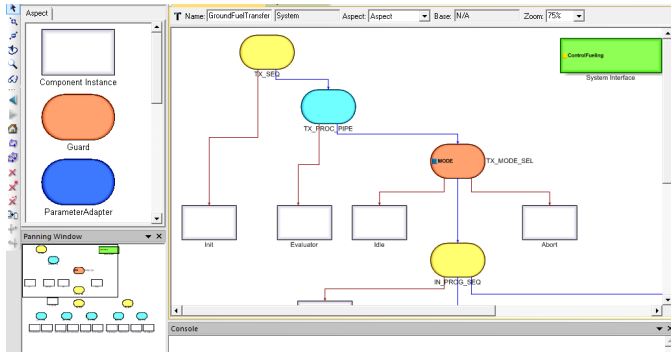 Aspect
Component Instance
Guard
ParameterAdapter
Panning Window
Name: GroundFuelTransfer System Aspect: Aspect Base: N/A Zoom: 75%
TX_SEQ
ControlFueling
System Interface
TX_PROC_PIPE
MODE TX_MODE_SEL
Init Evaluator Idle Abort
IN_PROG_SEQ
Console